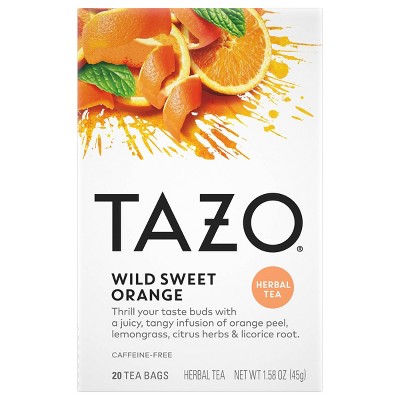 TAZO®
WILD SWEET
ORANGE
HERBAL
TEA
Thrill your taste buds with
a juicy, tangy infusion of orange peel,
lemongrass, citrus herbs & licorice root.
CAFFEINE-FREE
20 TEA BAGS HERBAL TEA NET WT 1.58 OZ (45g)